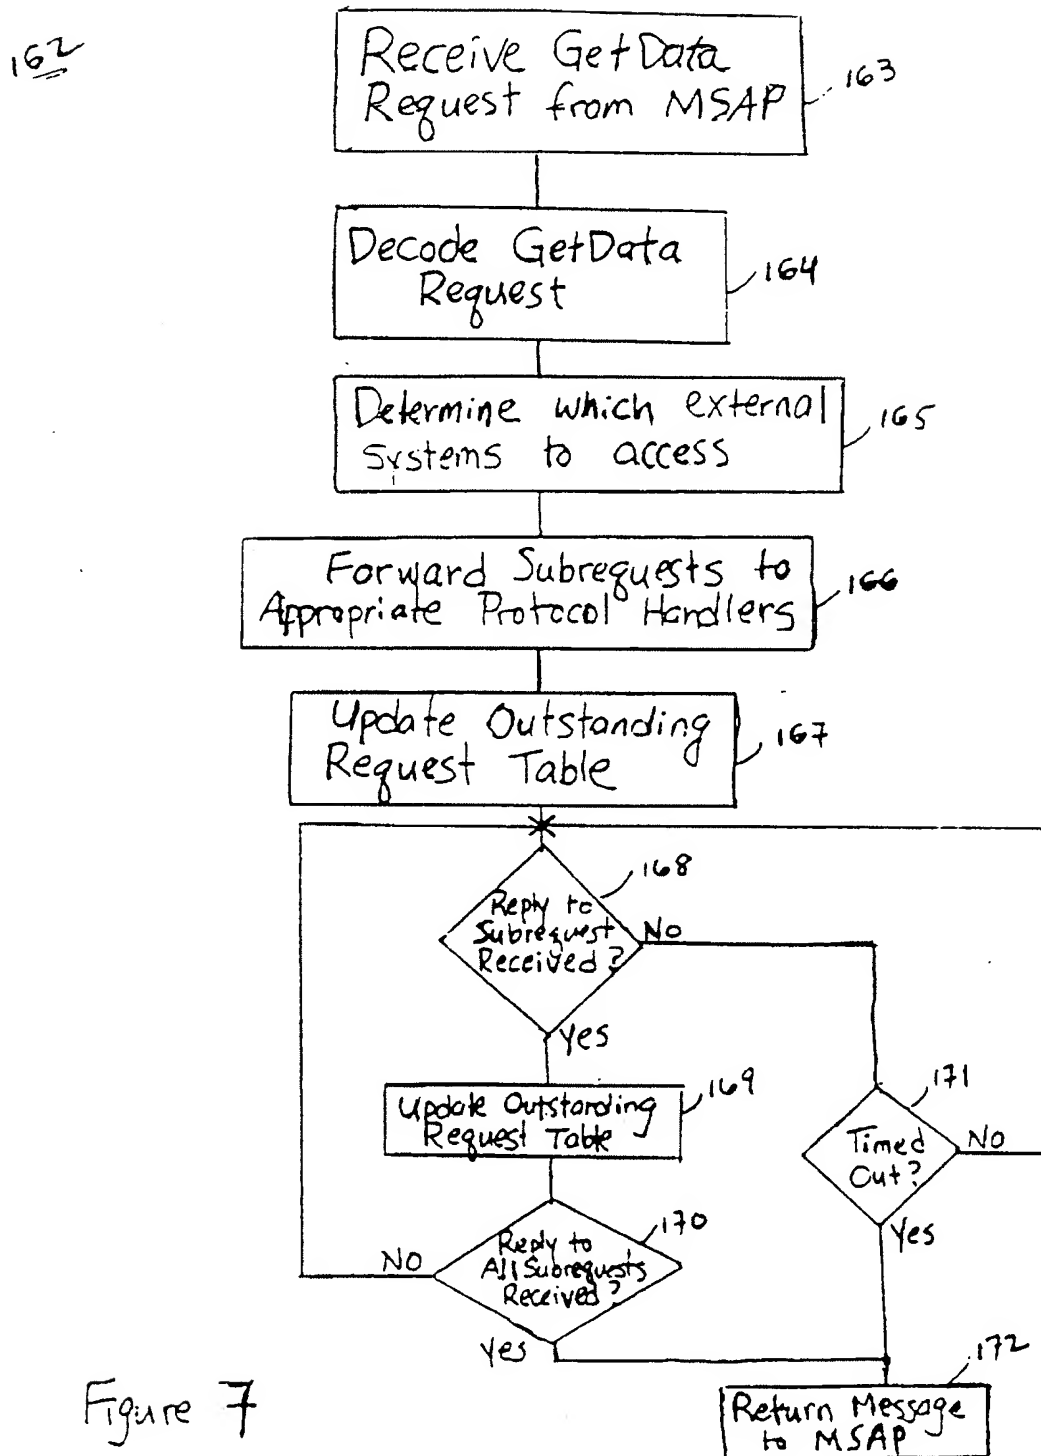 162
Receive GetData
Request from MSAP
163
Decode GetData
Request
164
Determine which external
systems to access
165
Forward Subrequests to
Appropriate Protocol Handlers
166
Update Outstanding
Request Table
167
Reply to
Subrequest
Received?
168
No
Yes
Update Outstanding
Request Table
169
Timed
Out?
171
No
Yes
Reply to
All Subrequests
Received?
170
No
Yes
172
Return Message
to MSAP
Figure 7